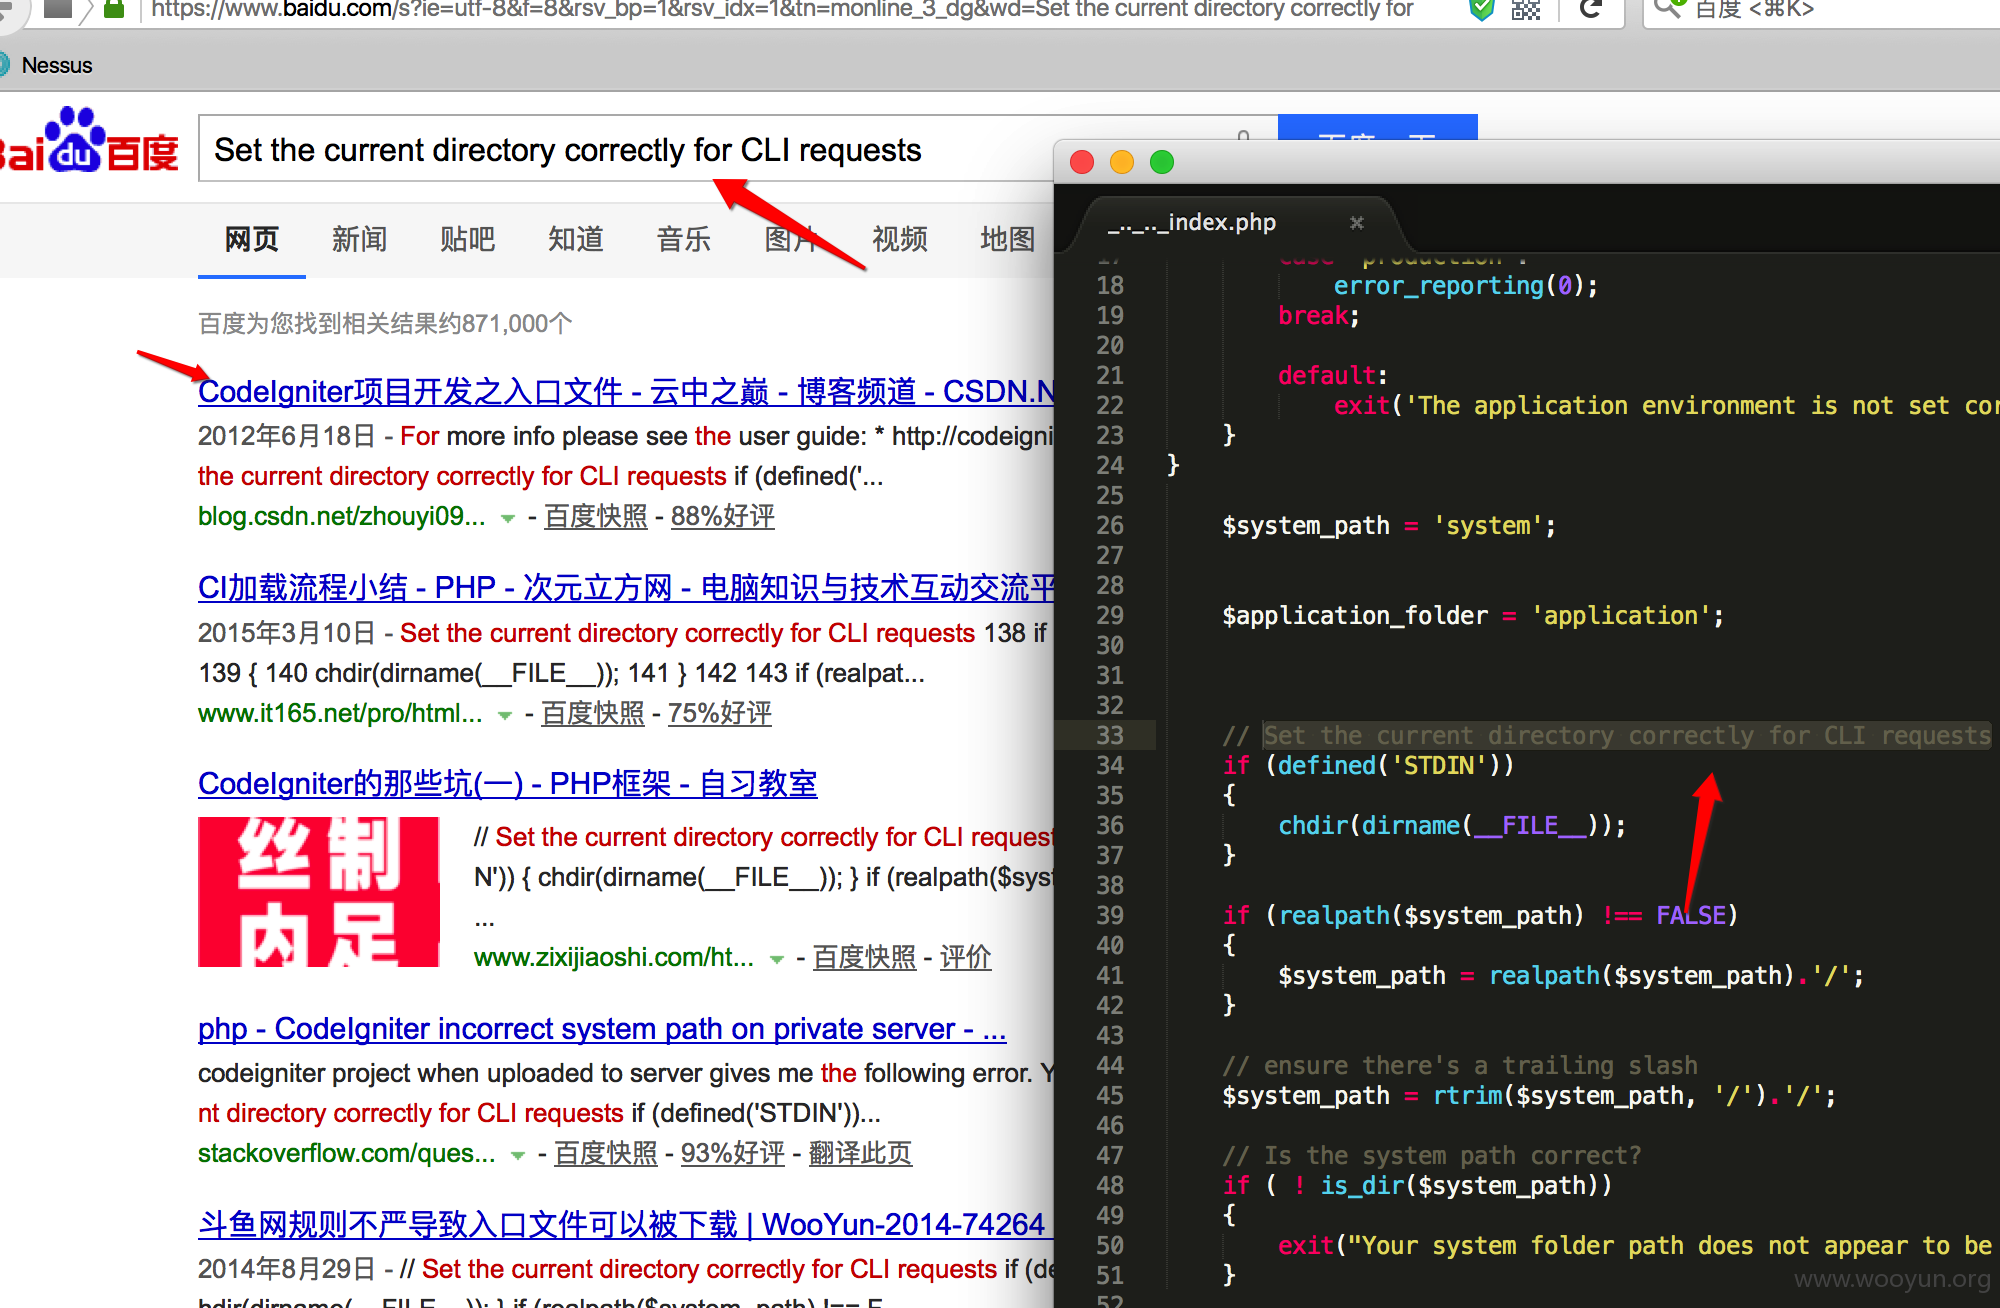 https://www.baidu.com/s?ie=utf-8&f=8&rsv_bp=1&rsv_idx=1&tn=monline_3_dg&wd=Set the current directory correctly for
百度 <⌘K>
Nessus
Baidu百度
Set the current directory correctly for CLI requests
网页 新闻 贴吧 知道 音乐 图片 视频 地图
百度为您找到相关结果约871,000个
CodeIgniter项目开发之入口文件 - 云中之巅 - 博客频道 - CSDN.N
2012年6月18日 - For more info please see the user guide: * http://codeigni
the current directory correctly for CLI requests if (defined('...
blog.csdn.net/zhouyi09... - 百度快照 - 88%好评
CI加载流程小结 - PHP - 次元立方网 - 电脑知识与技术互动交流平
2015年3月10日 - Set the current directory correctly for CLI requests 138 if
139 { 140 chdir(dirname(__FILE__)); 141 } 142 143 if (realpat...
www.it165.net/pro/html... - 百度快照 - 75%好评
CodeIgniter的那些坑(一) - PHP框架 - 自习教室
丝制
内足
// Set the current directory correctly for CLI request
N')) { chdir(dirname(__FILE__)); } if (realpath($syst
...
www.zixijiaoshi.com/ht... - 百度快照 - 评价
php - CodeIgniter incorrect system path on private server - ...
codeigniter project when uploaded to server gives me the following error. Y
nt directory correctly for CLI requests if (defined('STDIN'))...
stackoverflow.com/ques... - 百度快照 - 93%好评 - 翻译此页
斗鱼网规则不严导致入口文件可以被下载 | WooYun-2014-74264
2014年8月29日 - // Set the current directory correctly for CLI requests if (de
hdir(dirname(__FILE__)); } if (realpath($system_path) !== F
_.._.._index.php
17 case 'production':
18 error_reporting(0);
19 break;
20
21 default:
22 exit('The application environment is not set cor
23 }
24 }
25
26 $system_path = 'system';
27
28
29 $application_folder = 'application';
30
31
32
33 // Set the current directory correctly for CLI requests
34 if (defined('STDIN'))
35 {
36 chdir(dirname(__FILE__));
37 }
38
39 if (realpath($system_path) !== FALSE)
40 {
41 $system_path = realpath($system_path).'/';
42 }
43
44 // ensure there's a trailing slash
45 $system_path = rtrim($system_path, '/').'/';
46
47 // Is the system path correct?
48 if ( ! is_dir($system_path))
49 {
50 exit("Your system folder path does not appear to be
51 }
52
www.wooyun.org